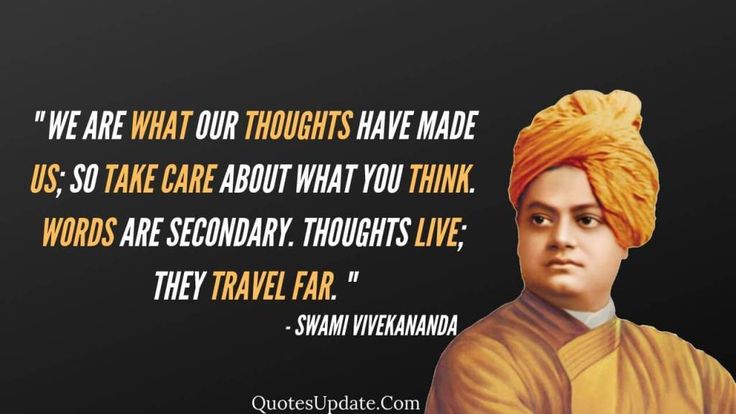 " WE ARE WHAT OUR THOUGHTS HAVE MADE
US; SO TAKE CARE ABOUT WHAT YOU THINK.
WORDS ARE SECONDARY. THOUGHTS LIVE;
THEY TRAVEL FAR. "
- SWAMI VIVEKANANDA
QuotesUpdate.Com